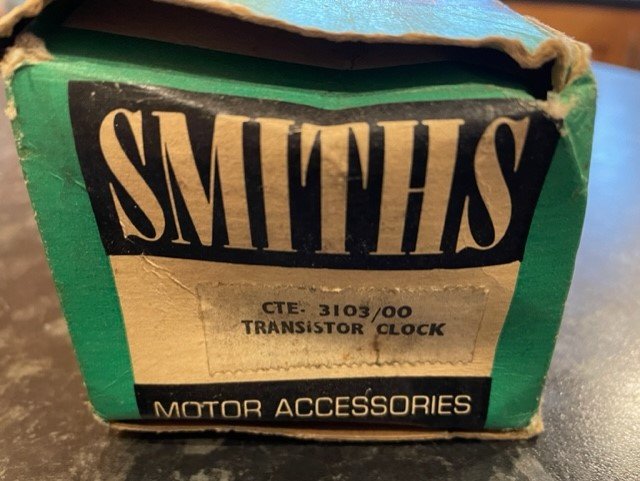 SMITHS
CTE- 3103/00
TRANSISTOR CLOCK
MOTOR ACCESSORIES